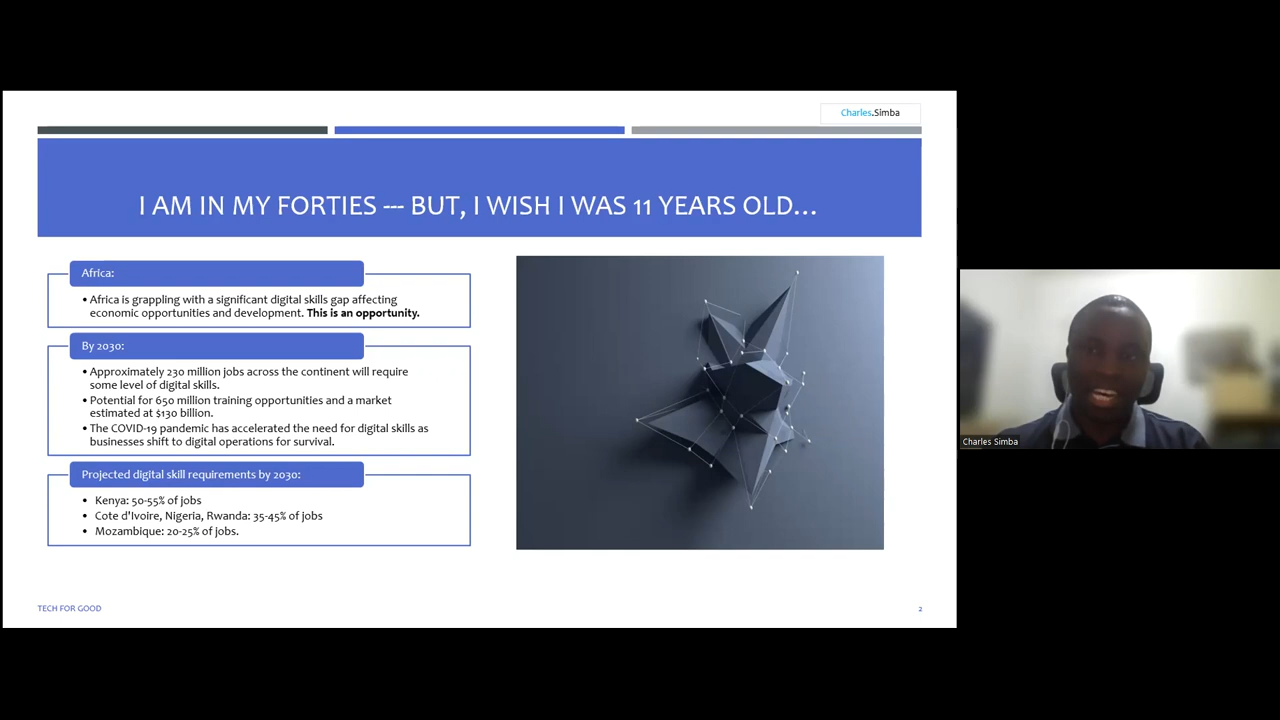 Charles.Simba
I AM IN MY FORTIES --- BUT, I WISH I WAS 11 YEARS OLD...
Africa:
• Africa is grappling with a significant digital skills gap affecting
economic opportunities and development. This is an opportunity.
By 2030:
• Approximately 230 million jobs across the continent will require
some level of digital skills.
• Potential for 650 million training opportunities and a market
estimated at $130 billion.
• The COVID-19 pandemic has accelerated the need for digital skills as
businesses shift to digital operations for survival.
Projected digital skill requirements by 2030:
• Kenya: 50-55% of jobs
• Cote d'Ivoire, Nigeria, Rwanda: 35-45% of jobs
• Mozambique: 20-25% of jobs.
TECH FOR GOOD
2
Charles Simba